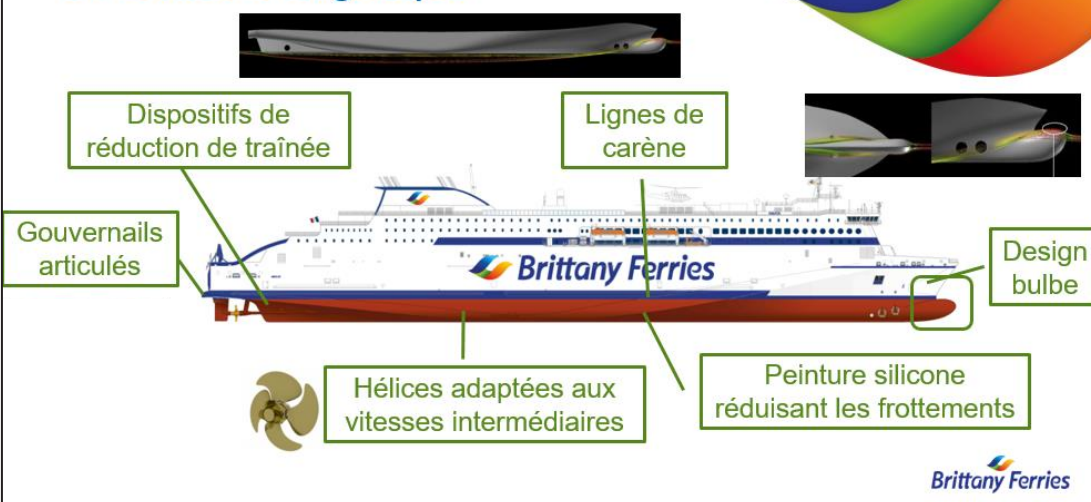 Dispositifs de
réduction de traînée
Lignes de
carène
Gouvernails
articulés
Design
bulbe
Brittany Ferries
Hélices adaptées aux
vitesses intermédiaires
Peinture silicone
réduisant les frottements
Brittany Ferries